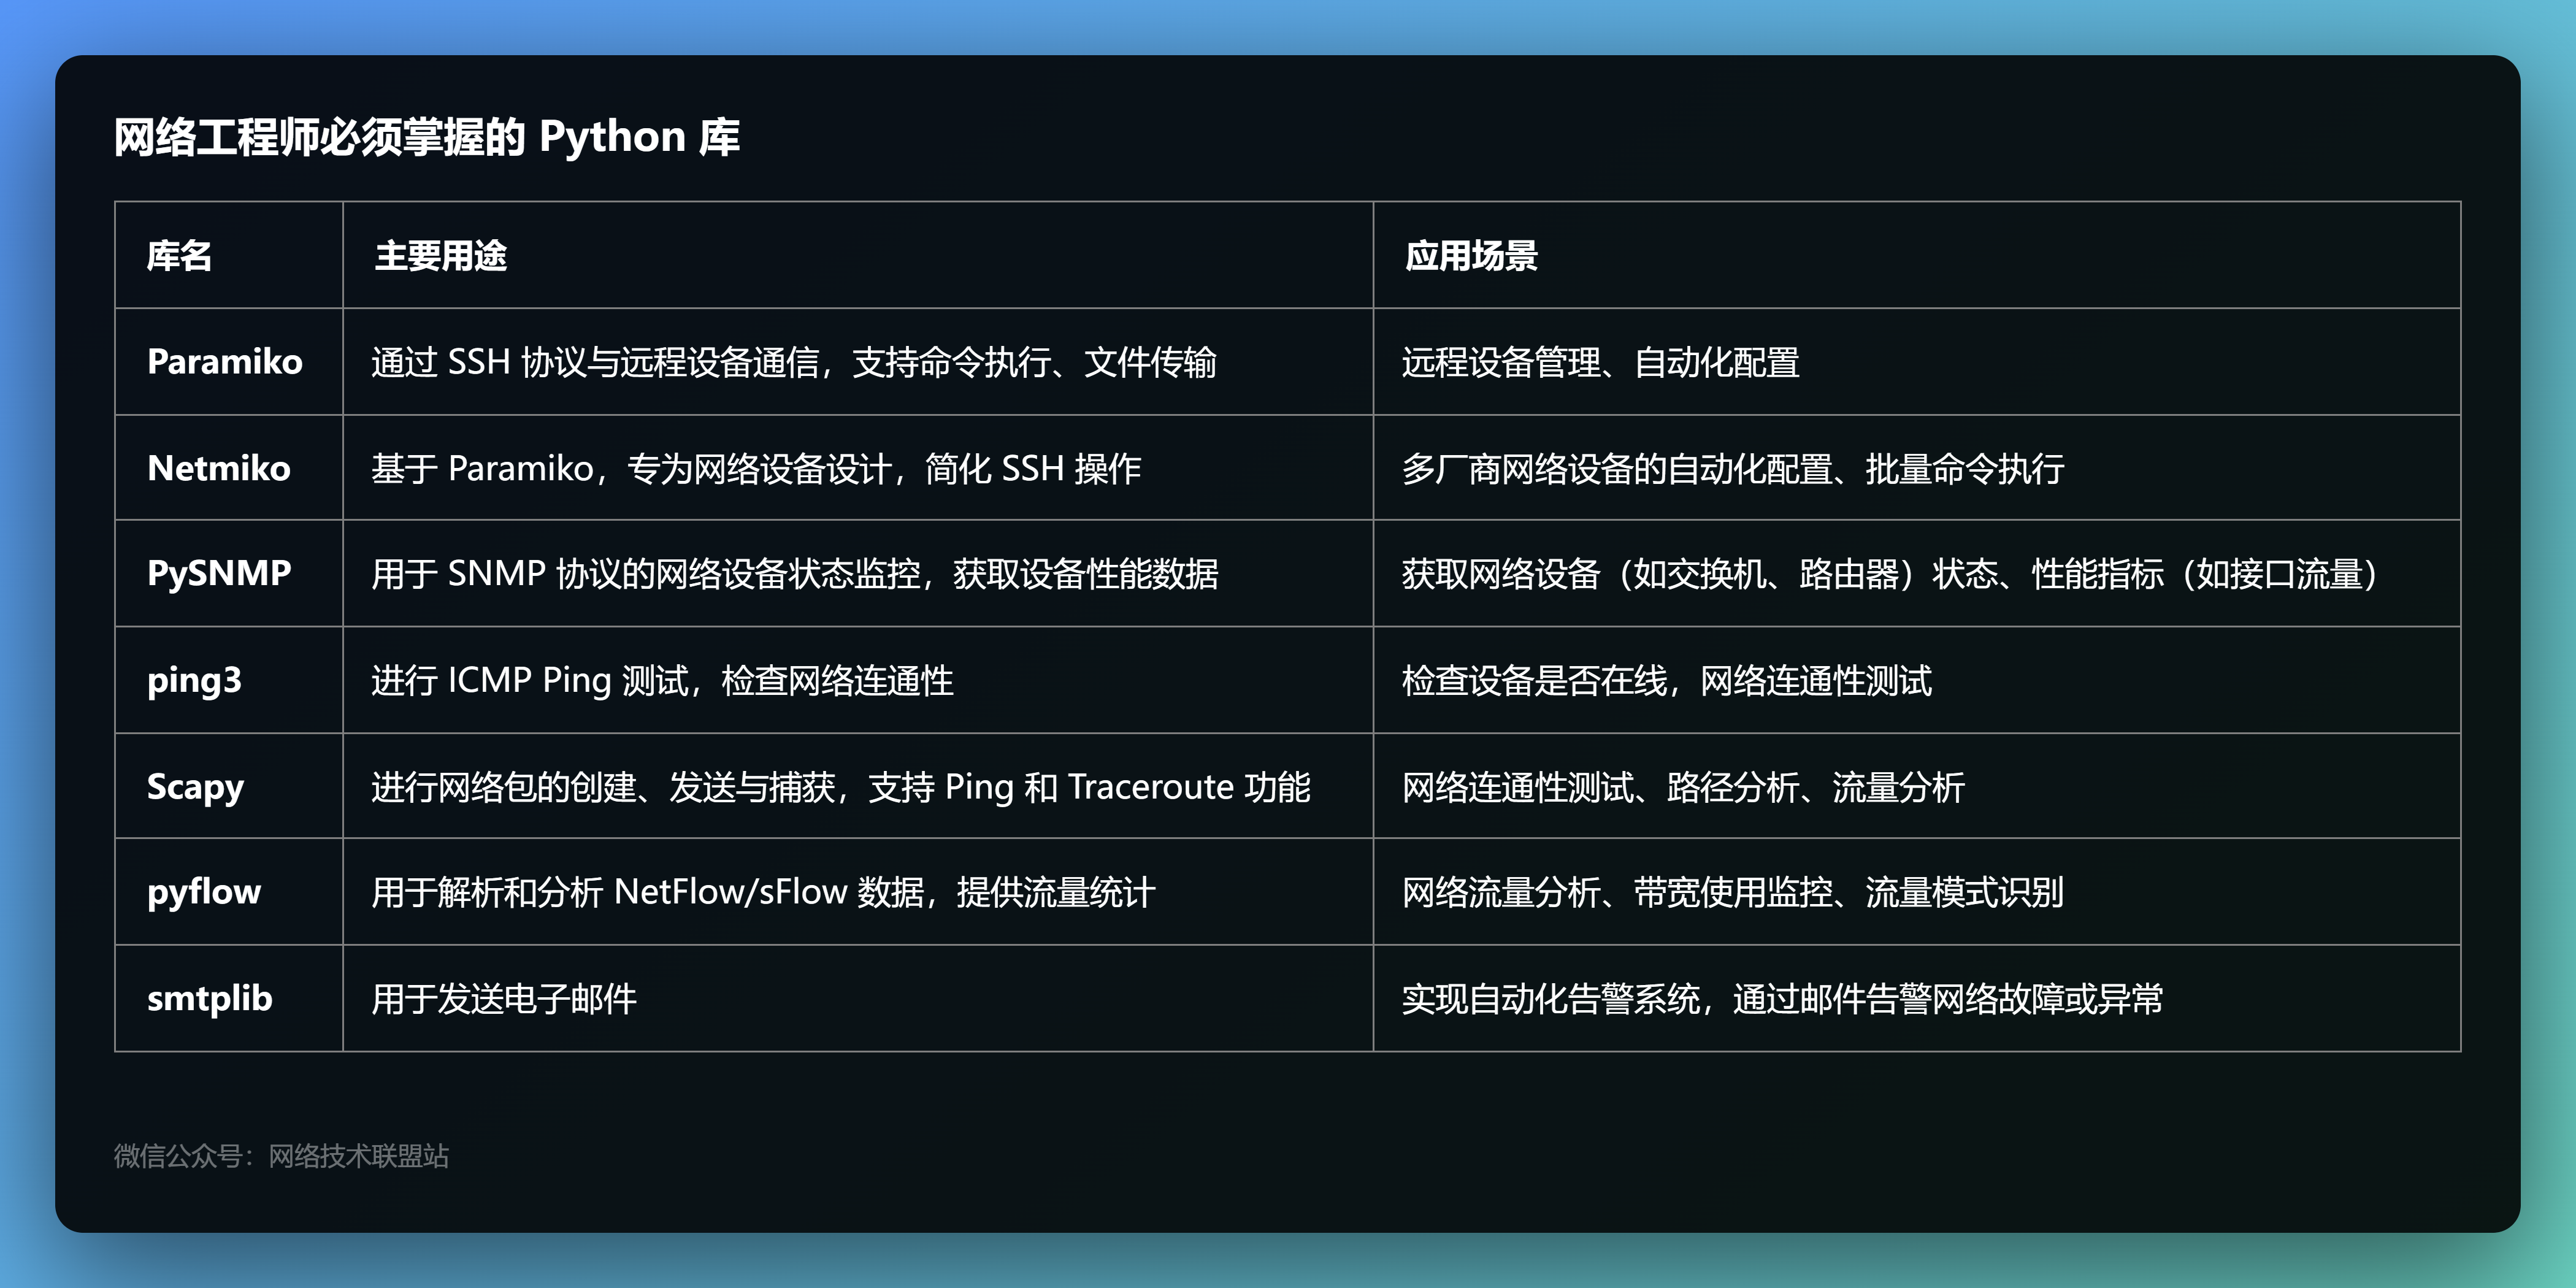 网络工程师必须掌握的 Python 库
库名 主要用途 应用场景
Paramiko 通过 SSH 协议与远程设备通信，支持命令执行、文件传输 远程设备管理、自动化配置
Netmiko 基于 Paramiko，专为网络设备设计，简化 SSH 操作 多厂商网络设备的自动化配置、批量命令执行
PySNMP 用于 SNMP 协议的网络设备状态监控，获取设备性能数据 获取网络设备（如交换机、路由器）状态、性能指标（如接口流量）
ping3 进行 ICMP Ping 测试，检查网络连通性 检查设备是否在线，网络连通性测试
Scapy 进行网络包的创建、发送与捕获，支持 Ping 和 Traceroute 功能 网络连通性测试、路径分析、流量分析
pyflow 用于解析和分析 NetFlow/sFlow 数据，提供流量统计 网络流量分析、带宽使用监控、流量模式识别
smtplib 用于发送电子邮件 实现自动化告警系统，通过邮件告警网络故障或异常
微信公众号：网络技术联盟站